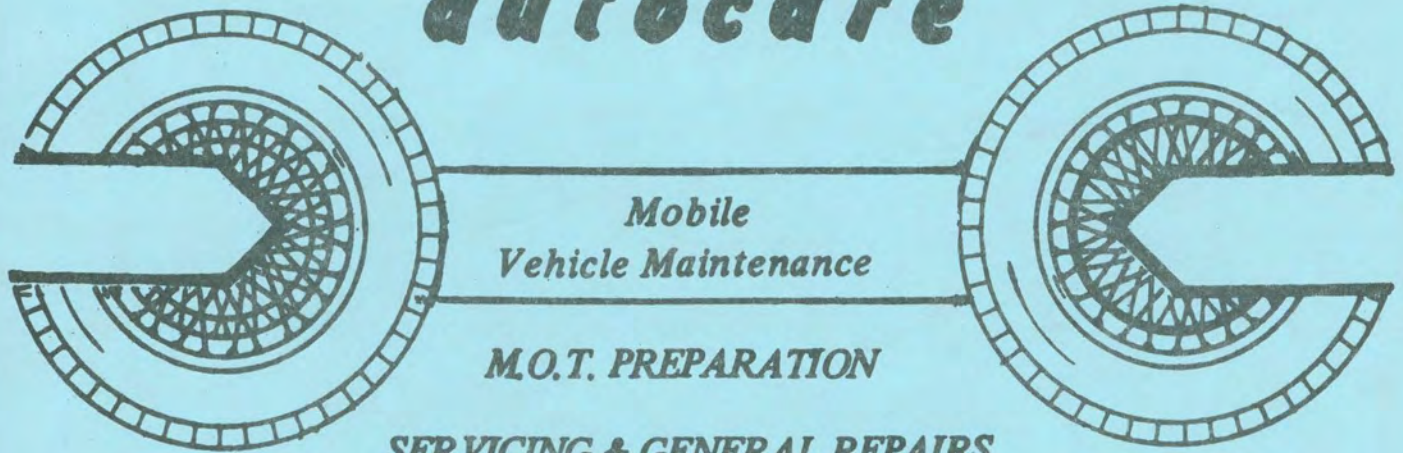 autocare
Mobile
Vehicle Maintenance
M.O.T. PREPARATION
SERVICING & GENERAL REPAIRS